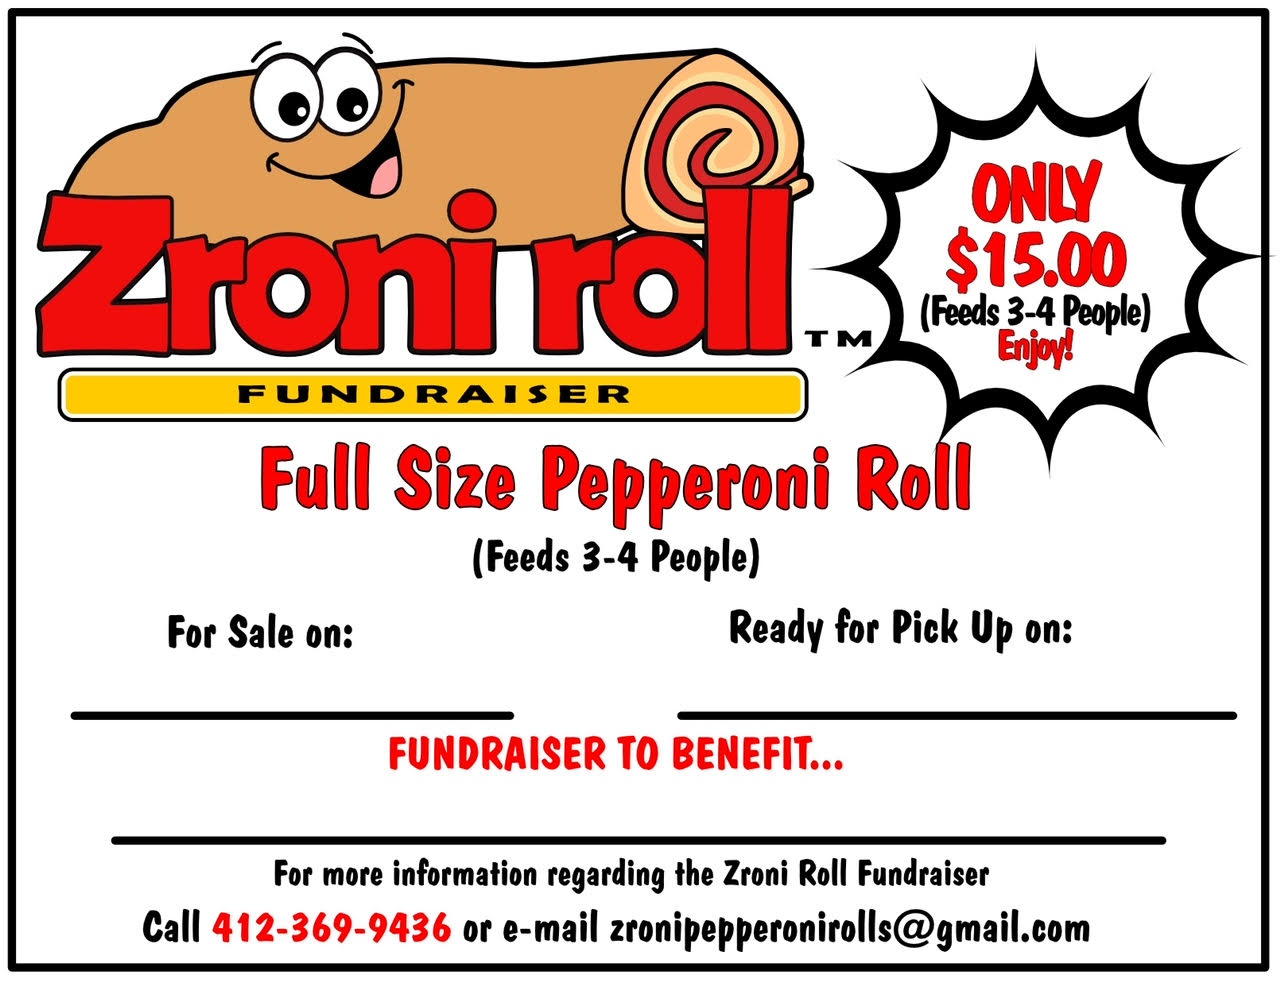 Zroni roll TM
FUNDRAISER
ONLY
$15.00
(Feeds 3-4 People)
Enjoy!
Full Size Pepperoni Roll
(Feeds 3-4 People)
For Sale on:
Ready for Pick Up on:
FUNDRAISER TO BENEFIT...
For more information regarding the Zroni Roll Fundraiser
Call 412-369-9436 or e-mail zronipepperonirolls@gmail.com